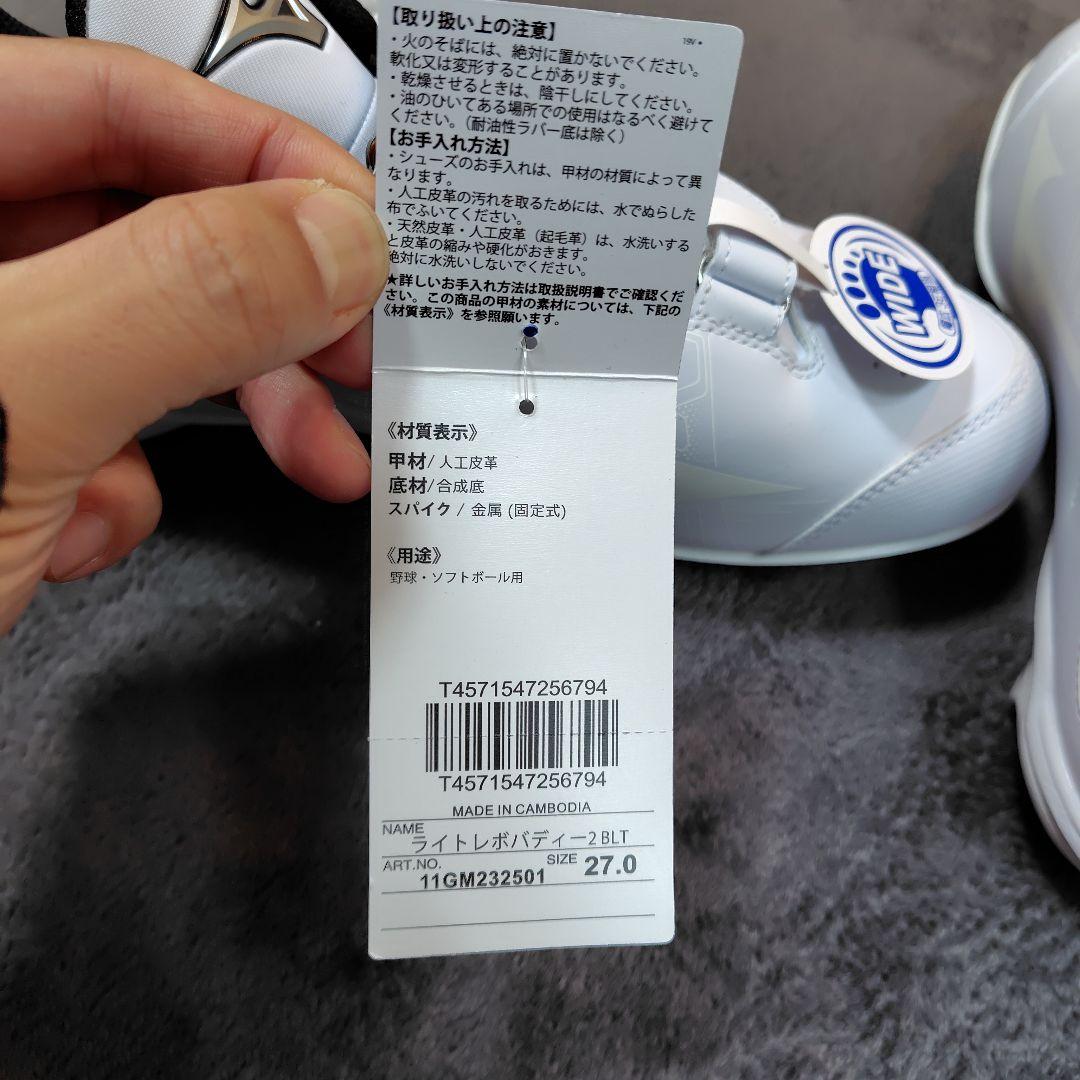 【取り扱い上の注意】
19V●
・火のそばには、絶対に置かないでください。
軟化又は変形することがあります。
・乾燥させるときは、陰干しにしてください。
・油のひいてある場所での使用はなるべく避けて
ください。（耐油性ラバー底は除く）
【お手入れ方法】
・シューズのお手入れは、甲材の材質によって異
なります。
・人工皮革の汚れを取るためには、水でぬらした
布でふいてください。
・天然皮革・人工皮革（起毛革）は、水洗いする
と皮革の縮みや硬化がおきます。
絶対に水洗いしないでください。
★詳しいお手入れ方法は取扱説明書でご確認くだ
さい。この商品の甲材の素材については、下記の
《材質表示》を参照願います。
WIDE
《材質表示》
甲材/人工皮革
底材/合成底
スパイク / 金属 (固定式)
《用途》
野球・ソフトボール用
T4571547256794
T4571547256794
MADE IN CAMBODIA
NAME
ライトレボバディー2 BLT
ART.NO.
11GM232501
SIZE
27.0